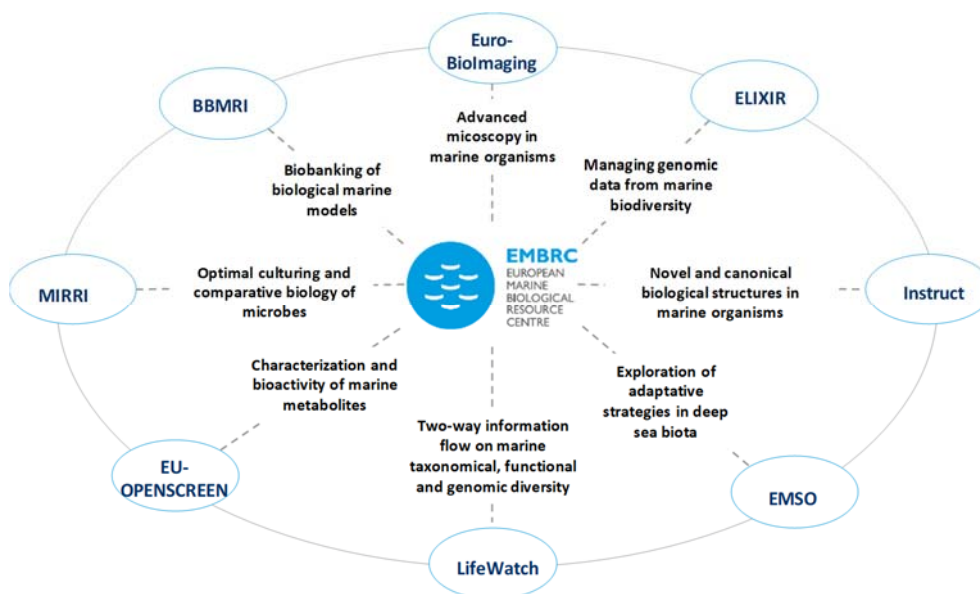 Euro-
BioImaging
BBMRI
ELIXIR
Advanced
micoscopy in
marine organisms
Biobanking of
biological marine
models
Managing genomic
data from marine
biodiversity
EMBRC
EUROPEAN
MARINE
BIOLOGICAL
RESOURCE
CENTRE
MIRRI
Optimal culturing and
comparative biology of
microbes
Novel and canonical
biological structures in
marine organisms
Instruct
Characterization and
bioactivity of marine
metabolites
Exploration of
adaptative
strategies in deep
sea biota
Two-way information
flow on marine
taxonomical, functional
and genomic diversity
EU-
OPENSCREEN
EMSO
LifeWatch